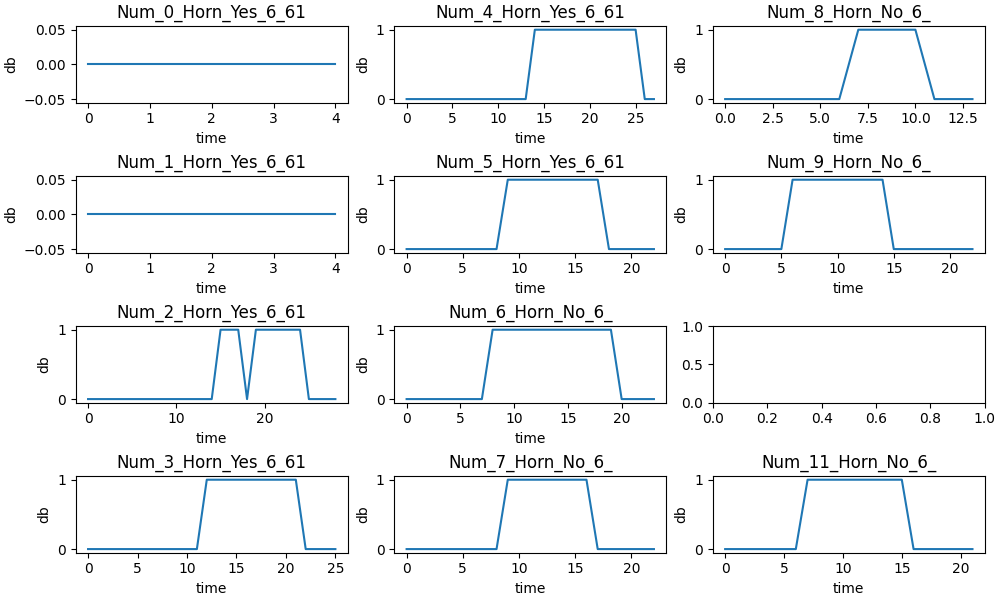 Num_0_Horn_Yes_6_61
0.05
0.00
−0.05
db
0 1 2 3 4
time
Num_4_Horn_Yes_6_61
1
0
db
0 5 10 15 20 25
time
Num_8_Horn_No_6_
1
0
db
0.0 2.5 5.0 7.5 10.0 12.5
time
Num_1_Horn_Yes_6_61
0.05
0.00
−0.05
db
0 1 2 3 4
time
Num_5_Horn_Yes_6_61
1
0
db
0 5 10 15 20
time
Num_9_Horn_No_6_
1
0
db
0 5 10 15 20
time
Num_2_Horn_Yes_6_61
1
0
db
0 10 20
time
Num_6_Horn_No_6_
1
0
db
0 5 10 15 20
time
1.0
0.5
0.0
0.0 0.2 0.4 0.6 0.8 1.0
Num_3_Horn_Yes_6_61
1
0
db
0 5 10 15 20 25
time
Num_7_Horn_No_6_
1
0
db
0 5 10 15 20
time
Num_11_Horn_No_6_
1
0
db
0 5 10 15 20
time